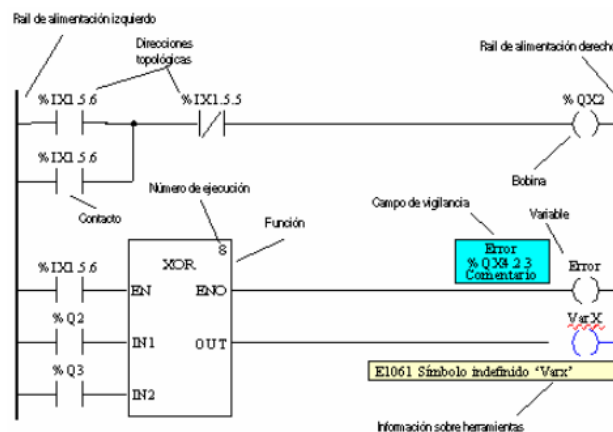 Rail de alimentación izquierdo
Direcciones
topológicas
Rail de alimentación derecho
%IX1.5.6
%IX1.5.5
%QX2
%IX1.5.6
Bobina
Contacto
Número de ejecución
Función
Campo de vigilancia
Variable
8
XOR
%IX1.5.6
EN
ENO
Error
%QX4.2.3
Comentario
Error
%Q2
IN1
OUT
VarX
%Q3
IN2
E1061 Símbolo indefinido 'Varx'
Información sobre herramientas